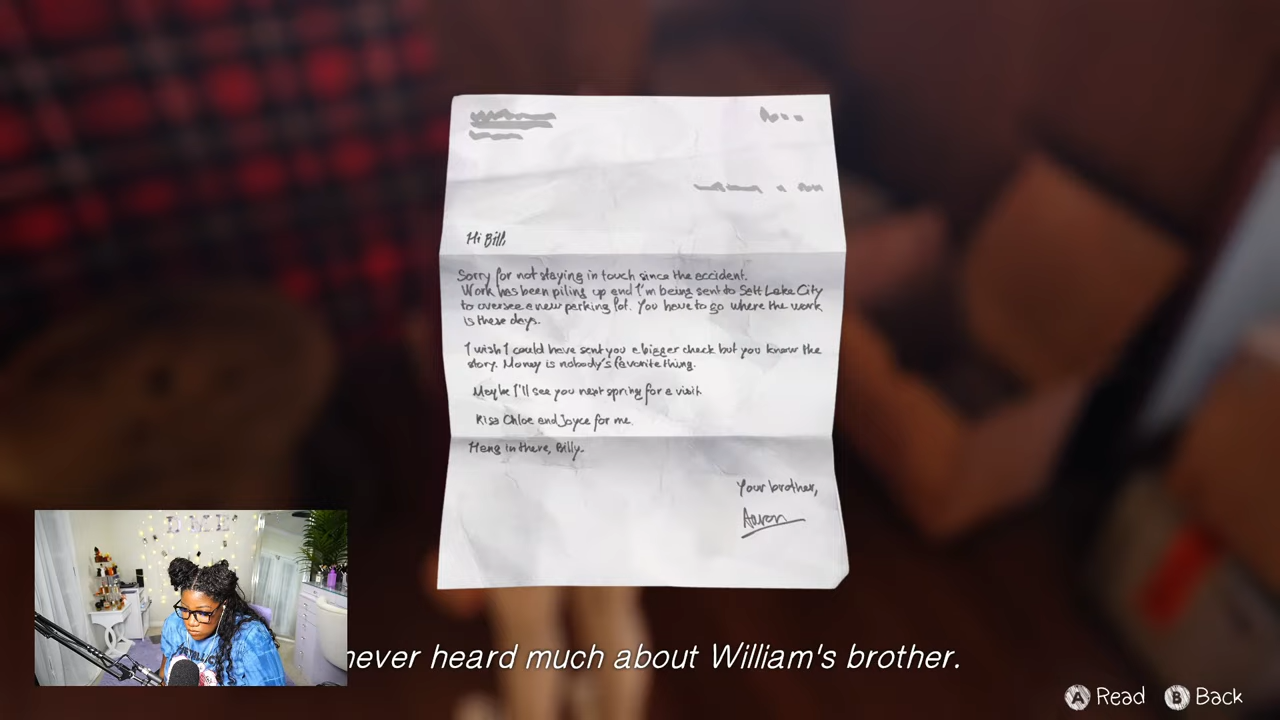 Hi Bill,
Sorry for not staying in touch since the accident.
Work has been piling up and I'm being sent to Salt Lake City
to oversee a new parking lot. You have to go where the work
is these days.
I wish I could have sent you a bigger check but you know the
story. Money is nobody's favorite thing.
Maybe I'll see you next spring for a visit.
Kiss Chloe and Joyce for me.
Hang in there, Billy.
Your brother,
Aaron
never heard much about William's brother.
A Read B Back